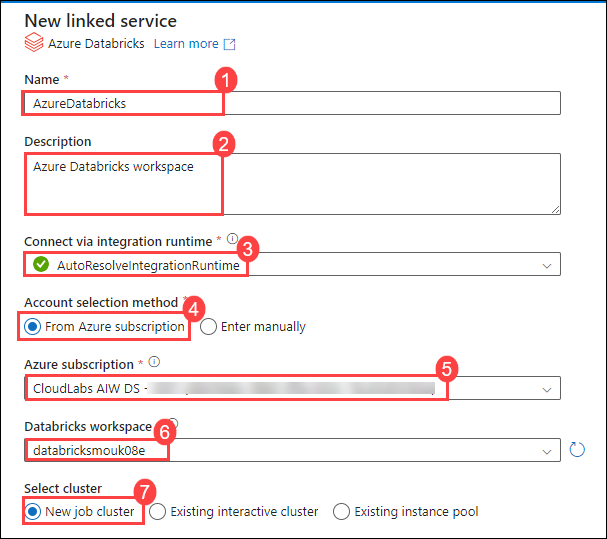 New linked service
Azure Databricks Learn more
1
Name *
AzureDatabricks
2
Description
Azure Databricks workspace
3
Connect via integration runtime *
AutoResolveIntegrationRuntime
4
Account selection method *
From Azure subscription Enter manually
5
Azure subscription *
CloudLabs AIW DS -
6
Databricks workspace
databricksmouk08e
7
Select cluster
New job cluster Existing interactive cluster Existing instance pool